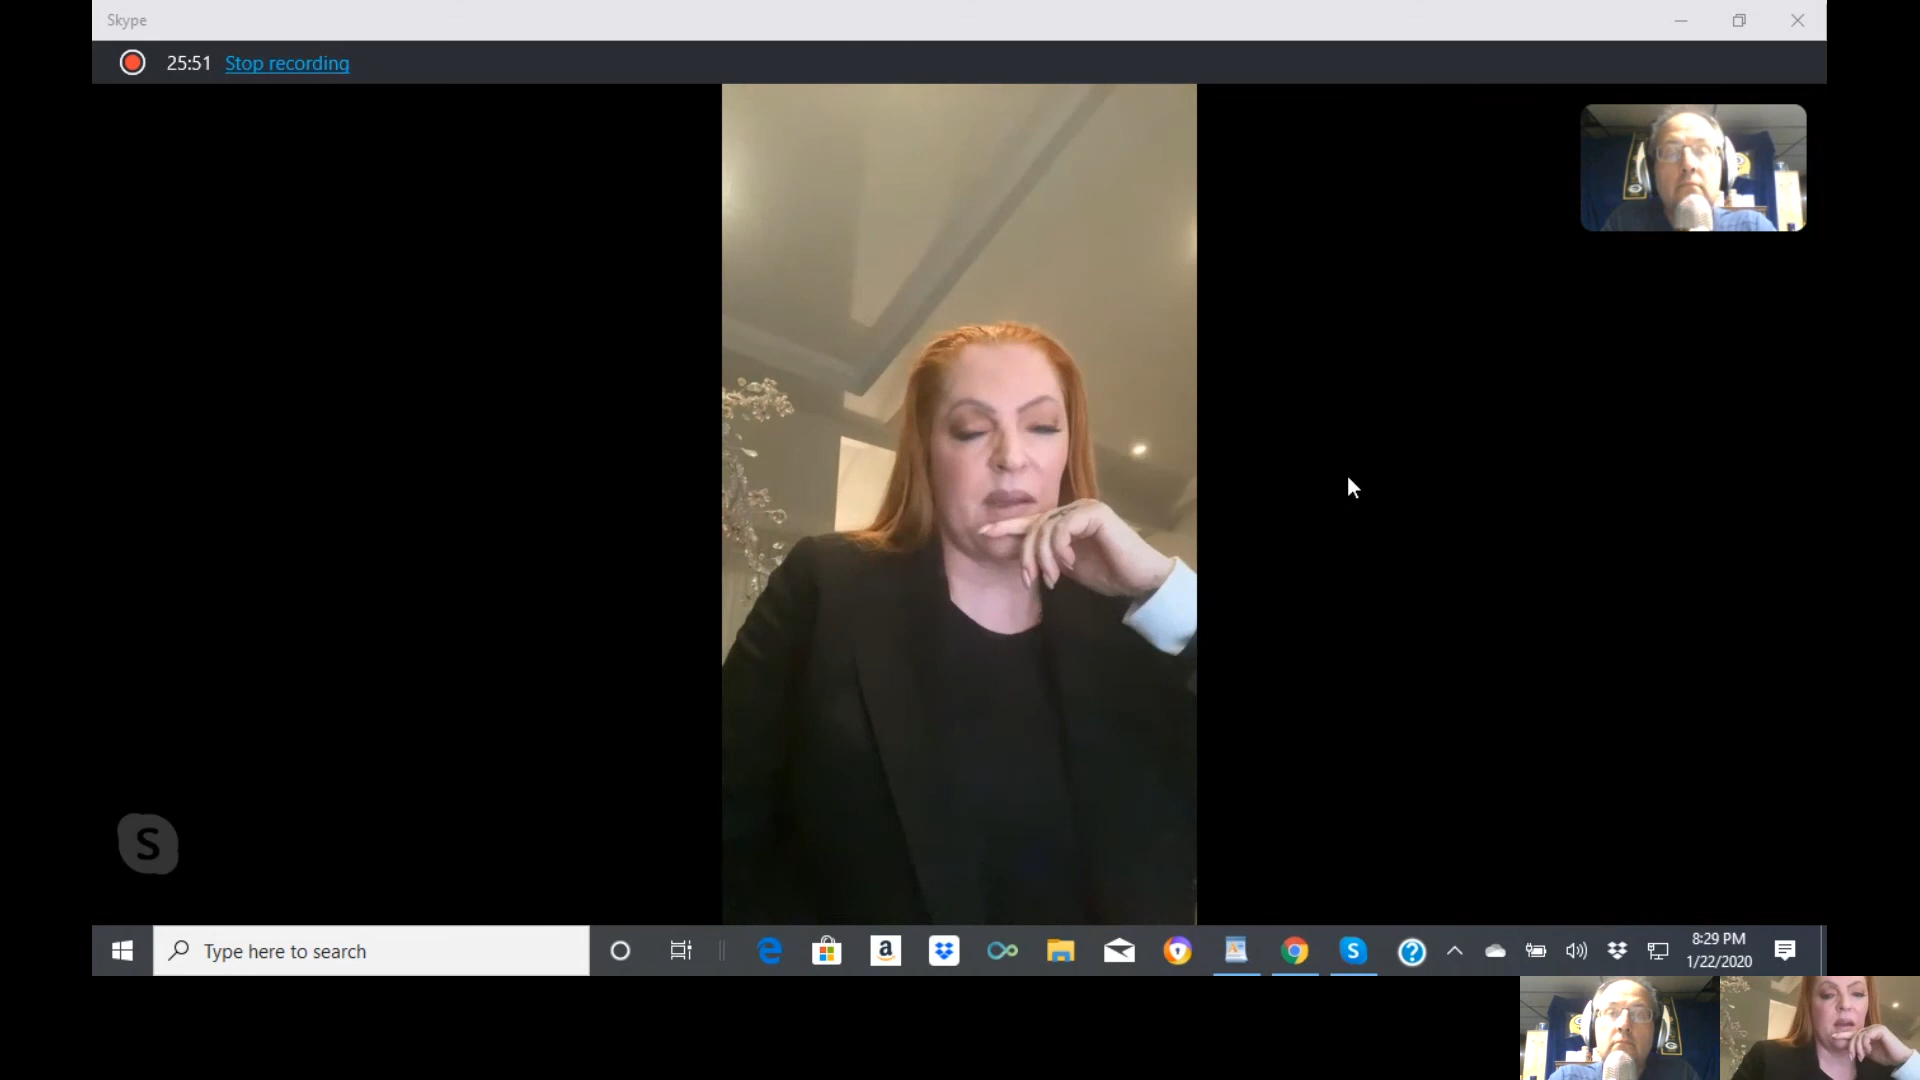 Skype
25:51 Stop recording
S
Type here to search
a
S
?
8:29 PM
1/22/2020